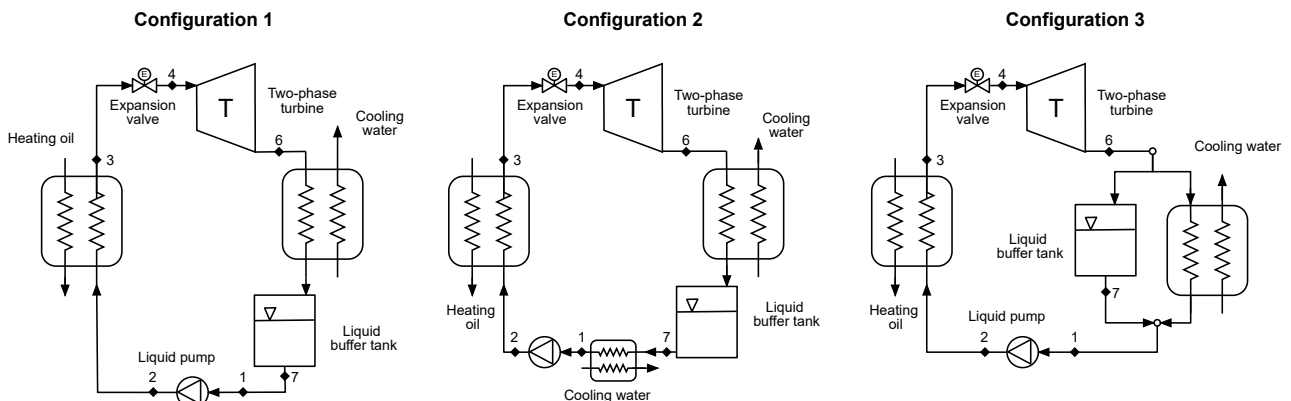 Configuration 1
E
4
Expansion
valve
T
Two-phase
turbine
6
Cooling
water
Heating oil
3
Liquid
buffer tank
Liquid pump
2
1
7
Configuration 2
E
4
Expansion
valve
T
Two-phase
turbine
6
Cooling
water
3
Heating
oil
Liquid
buffer tank
2
1
7
Cooling water
Configuration 3
E
4
Expansion
valve
T
Two-phase
turbine
6
Cooling water
3
Liquid
buffer tank
7
Heating
oil
Liquid pump
2
1